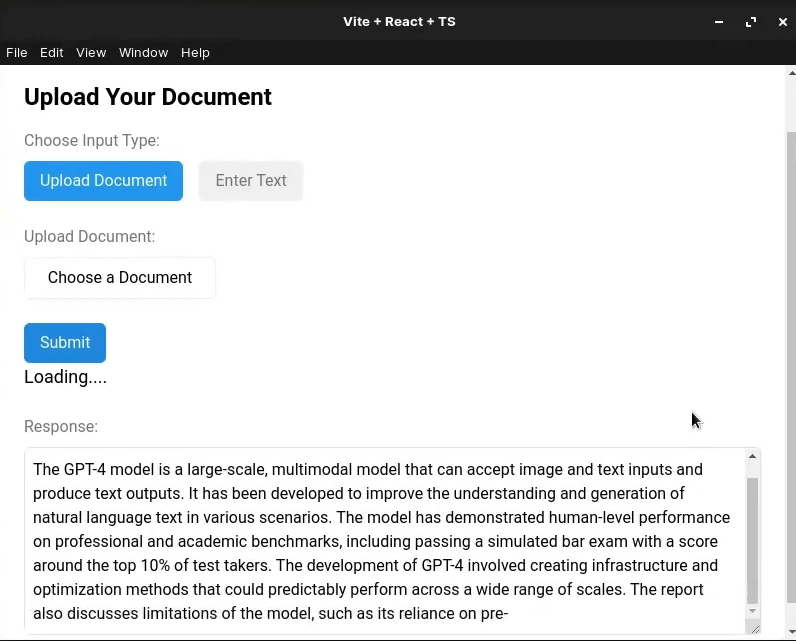 Vite + React + TS
File Edit View Window Help
Upload Your Document
Choose Input Type:
Upload Document Enter Text
Upload Document:
Choose a Document
Submit
Loading....
Response:
The GPT-4 model is a large-scale, multimodal model that can accept image and text inputs and
produce text outputs. It has been developed to improve the understanding and generation of
natural language text in various scenarios. The model has demonstrated human-level performance
on professional and academic benchmarks, including passing a simulated bar exam with a score
around the top 10% of test takers. The development of GPT-4 involved creating infrastructure and
optimization methods that could predictably perform across a wide range of scales. The report
also discusses limitations of the model, such as its reliance on pre-